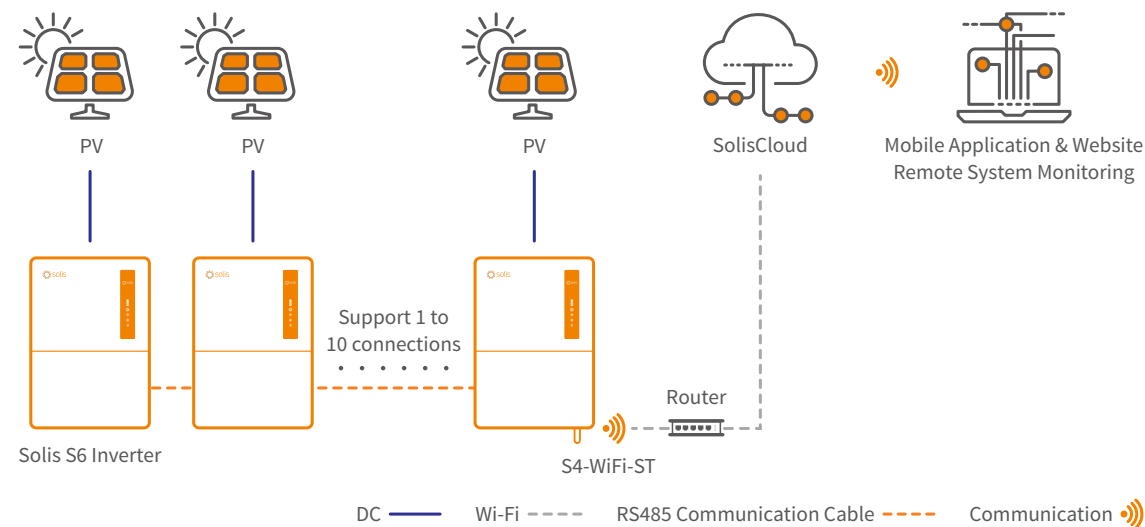 PV
PV
PV
SolisCloud
Mobile Application & Website
Remote System Monitoring
solis
solis
solis
Support 1 to
10 connections
Router
Solis S6 Inverter
S4-WiFi-ST
DC
Wi-Fi
RS485 Communication Cable
Communication